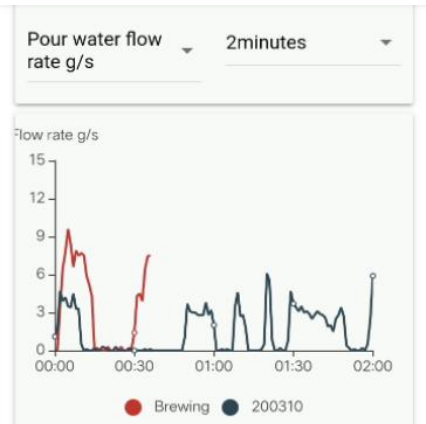 Pour water flow
rate g/s
2minutes
Flow rate g/s
15
12
9
6
3
0
00:00 00:30 01:00 01:30 02:00
Brewing 200310